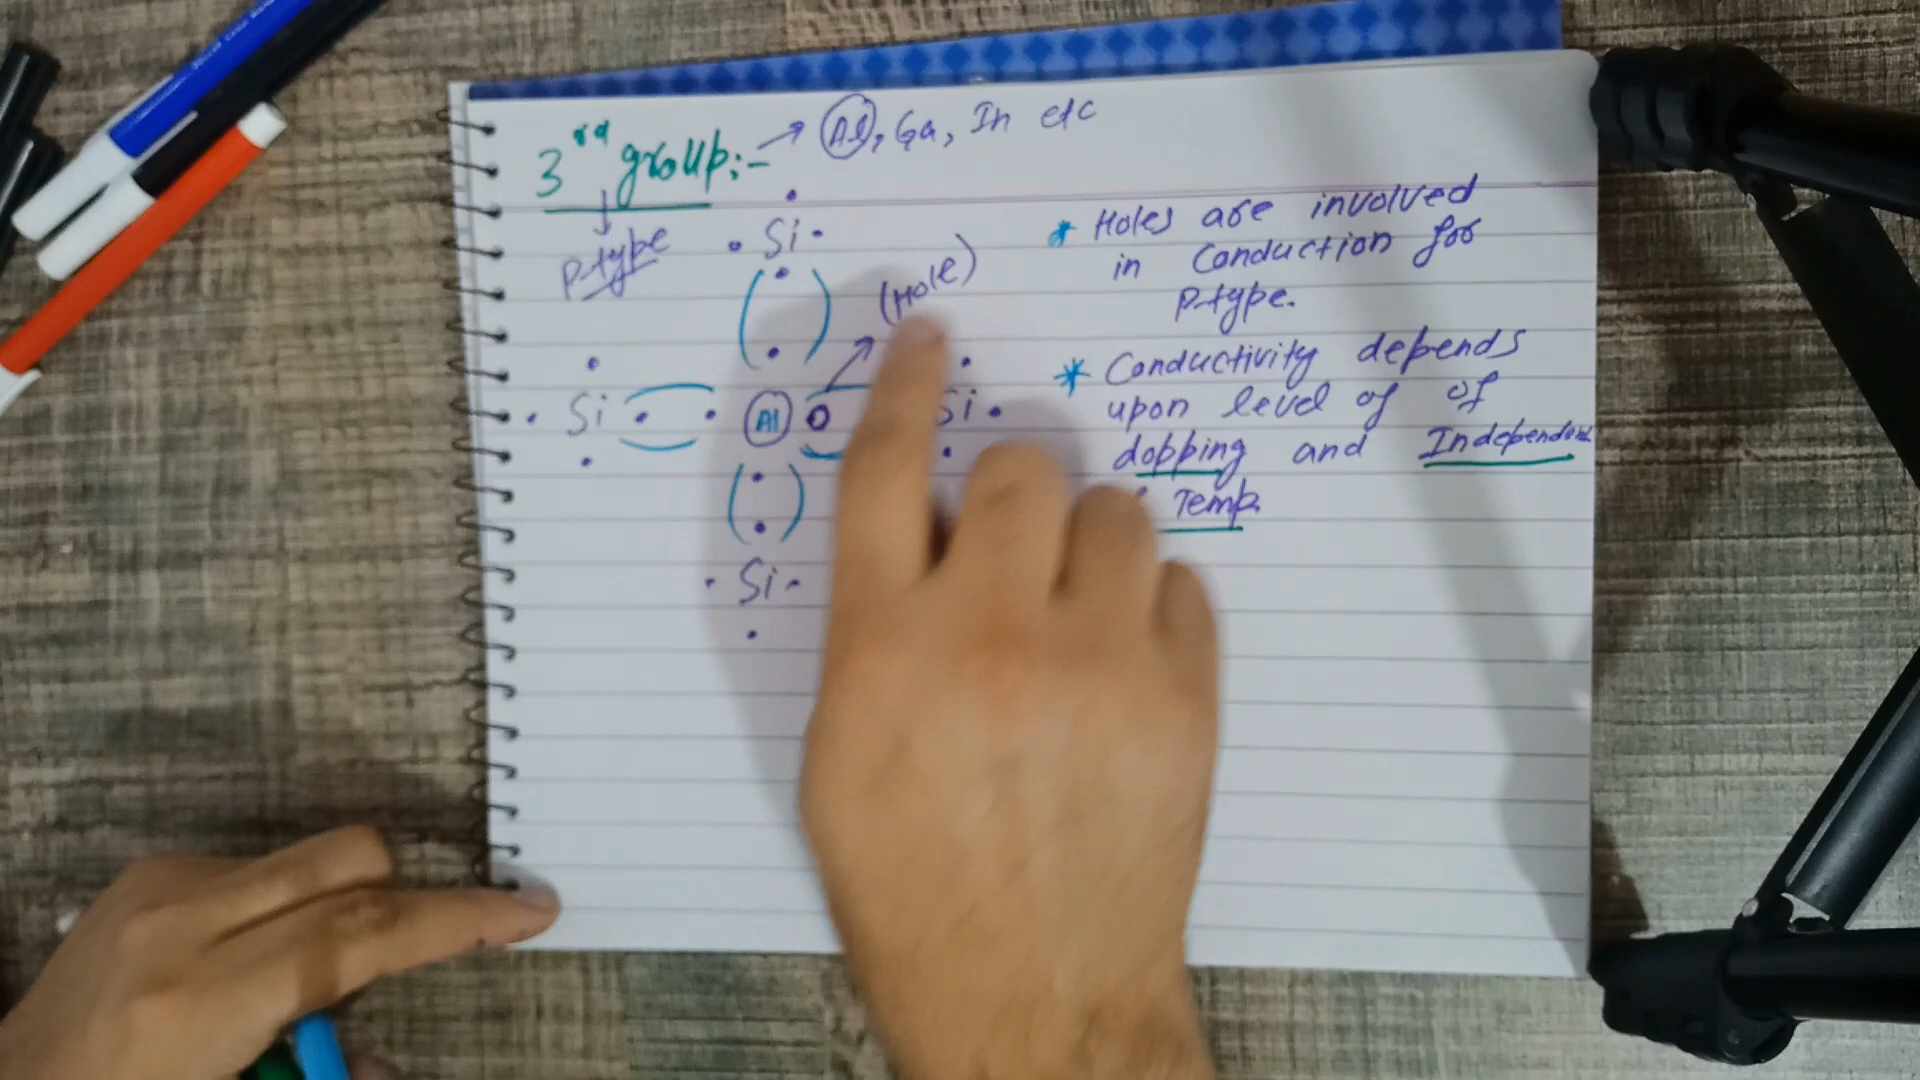 3rd group:- → Al, Ga, In etc
↓
P-type
Si
(Hole)
Si Al Si
Si
* Holes are involved
in Conduction for
P-type.
* Conductivity depends
upon level of of
dopping and Independent
Temp.